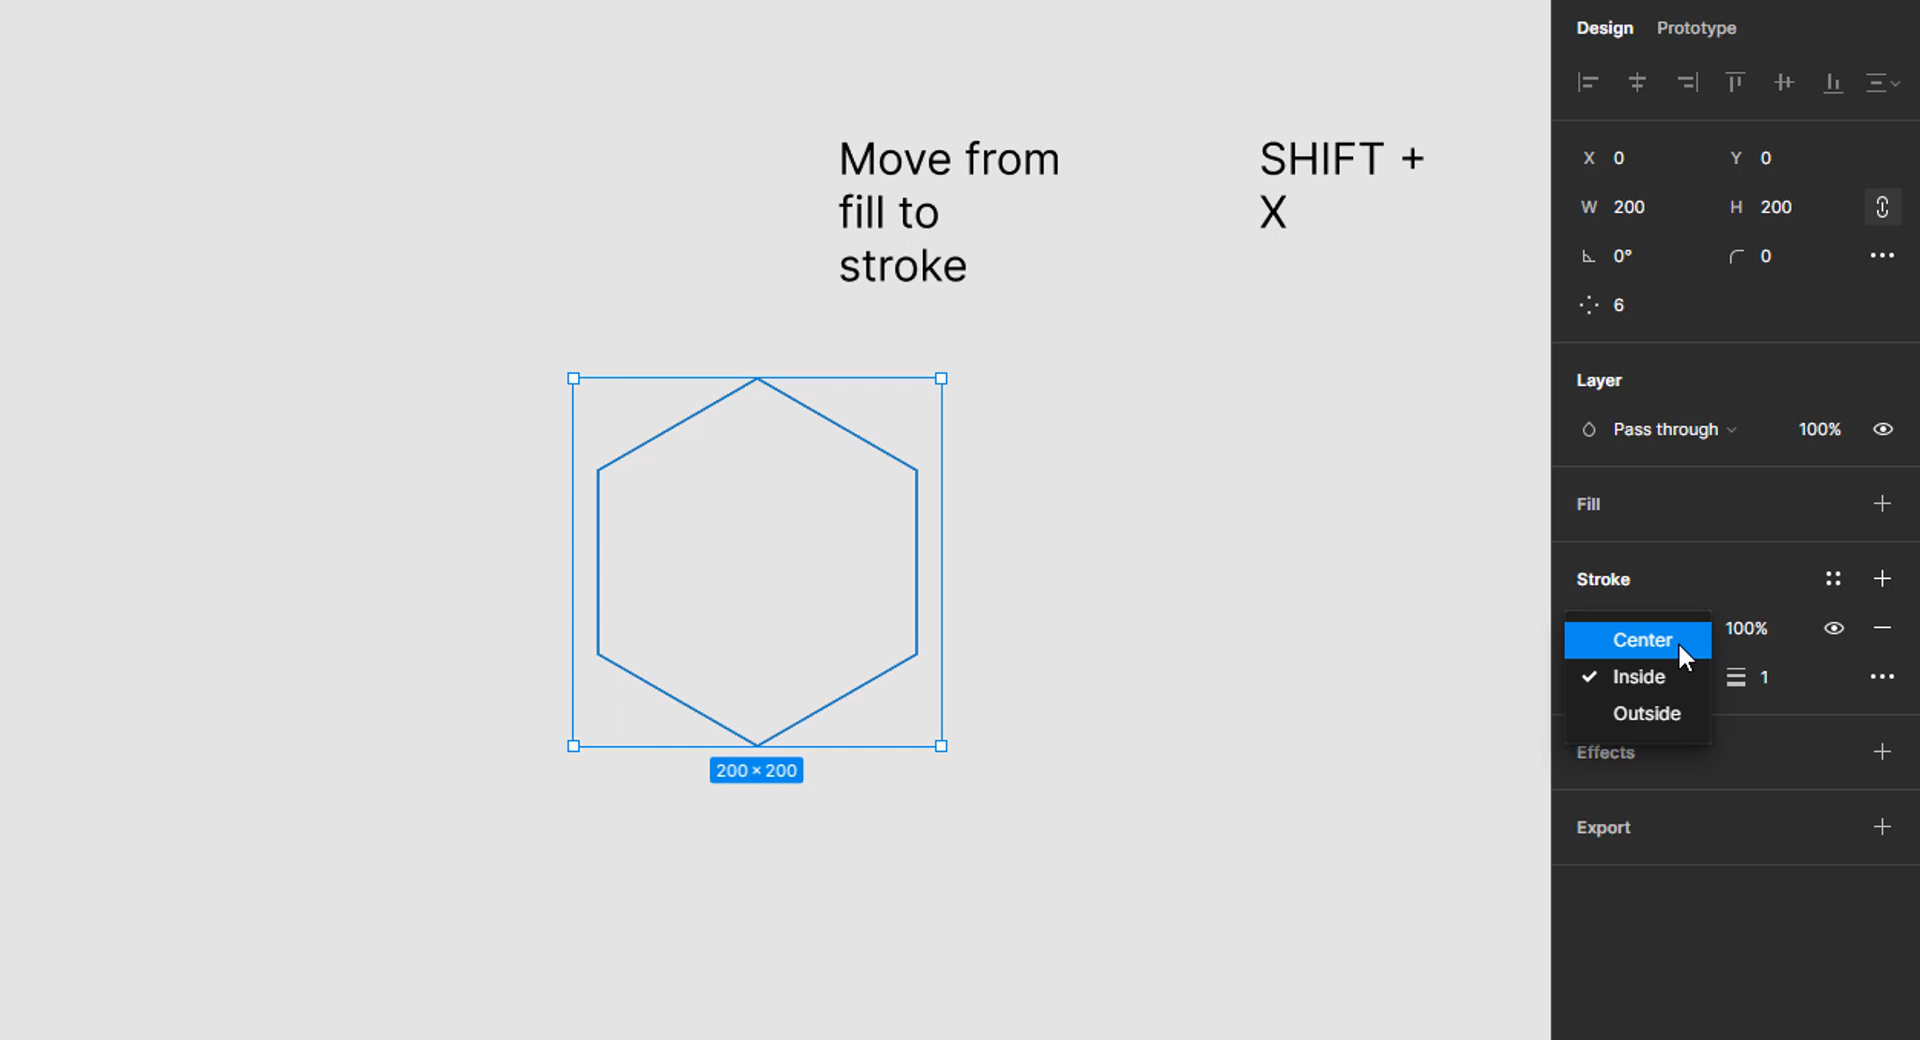 Design Prototype
Move from
fill to
stroke
SHIFT +
X
X 0 Y 0
W 200 H 200
0° 0
6
Layer
Pass through 100%
Fill
Stroke
100%
Center
Inside 1
Outside
Effects
Export
200 × 200